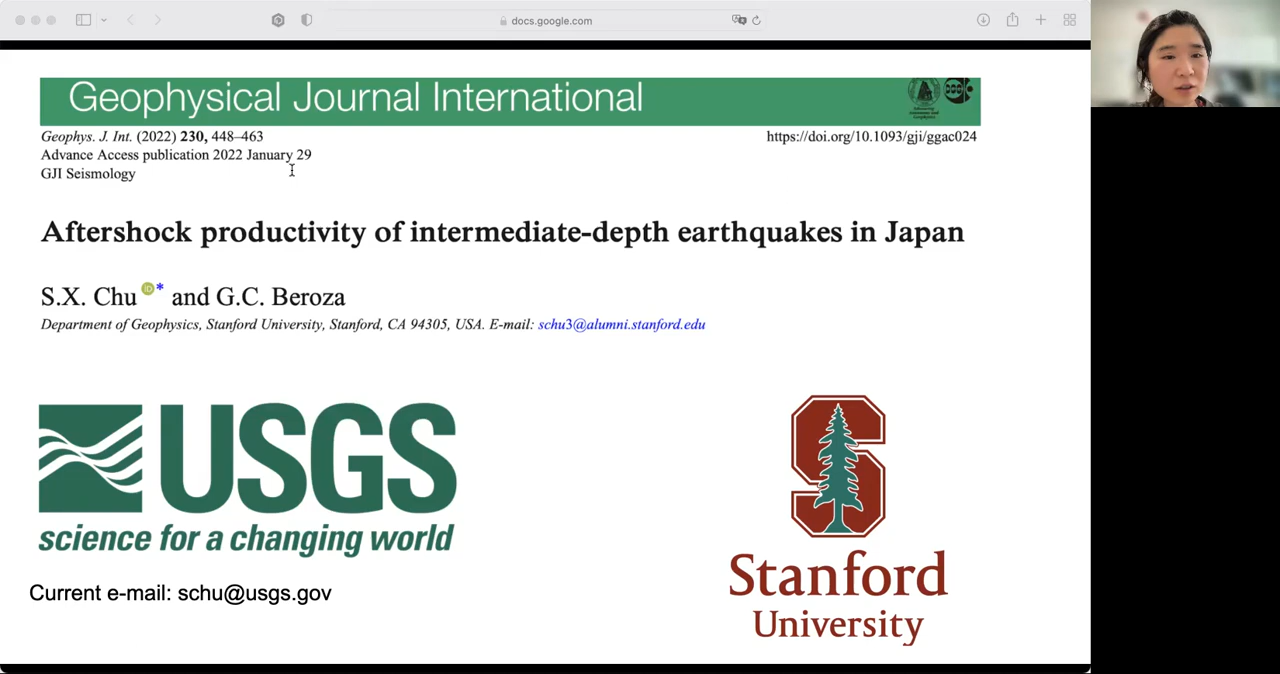 docs.google.com
Geophysical Journal International
Geophys. J. Int. (2022) 230, 448–463
https://doi.org/10.1093/gji/ggac024
Advance Access publication 2022 January 29
GJI Seismology
Aftershock productivity of intermediate-depth earthquakes in Japan
S.X. Chu iD * and G.C. Beroza
Department of Geophysics, Stanford University, Stanford, CA 94305, USA. E-mail: schu3@alumni.stanford.edu
USGS
science for a changing world
Current e-mail: schu@usgs.gov
S
Stanford
University